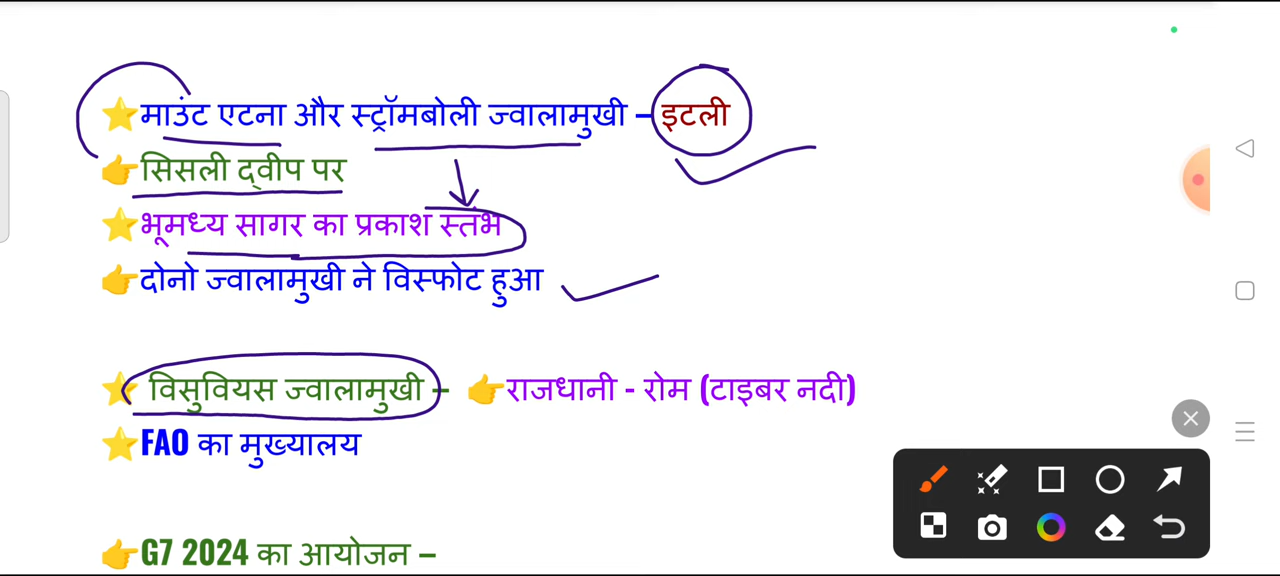 ⭐माउंट एटना और स्ट्रॉमबोली ज्वालामुखी – इटली
👉सिसली द्वीप पर
⭐भूमध्य सागर का प्रकाश स्तंभ
👉दोनो ज्वालामुखी ने विस्फोट हुआ
⭐ विसुवियस ज्वालामुखी – 👉राजधानी - रोम (टाइबर नदी)
⭐FAO का मुख्यालय
👉G7 2024 का आयोजन –